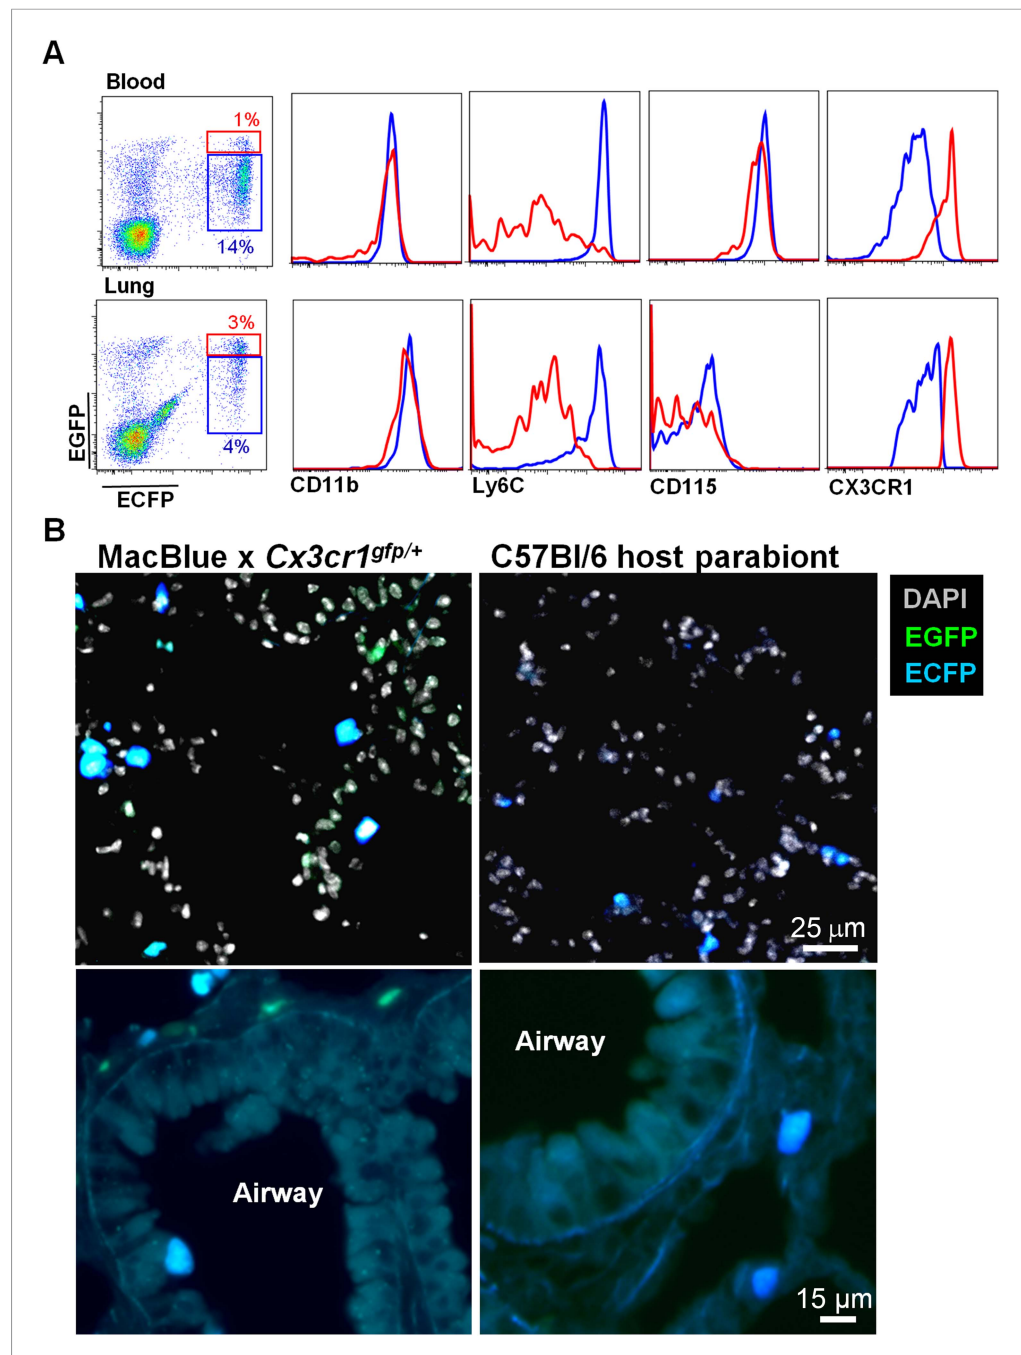 A
Blood
1%
14%
Lung
3%
4%
EGFP
ECFP
CD11b
Ly6C
CD115
CX3CR1
B
MacBlue x Cx3cr1gfp/+
C57Bl/6 host parabiont
DAPI
EGFP
ECFP
25 µm
Airway
Airway
15 µm